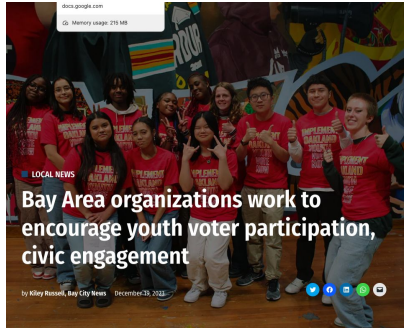 docs.google.com
Memory usage: 215 MB
LOCAL NEWS
Bay Area organizations work to
encourage youth voter participation,
civic engagement
by Kiley Russell, Bay City News December 19, 2023